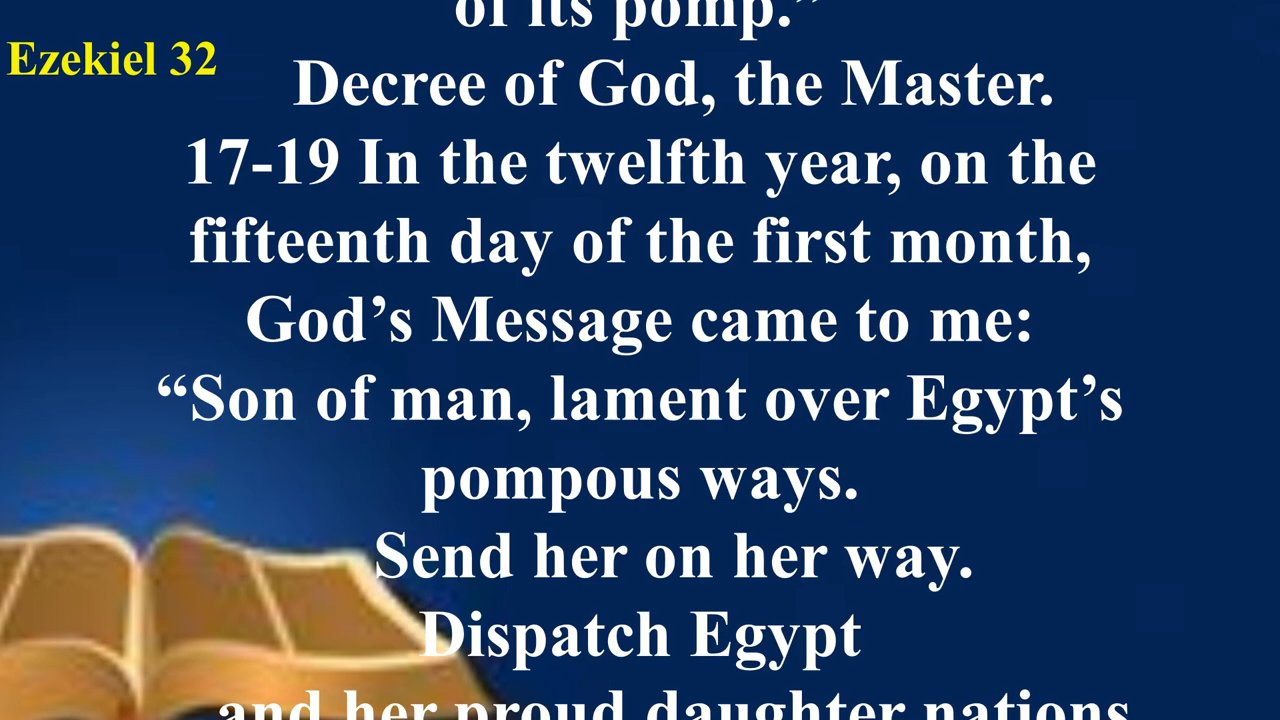 of its pomp.”
Ezekiel 32
Decree of God, the Master.
17-19 In the twelfth year, on the
fifteenth day of the first month,
God’s Message came to me:
“Son of man, lament over Egypt’s
pompous ways.
Send her on her way.
Dispatch Egypt
and her proud daughter nations